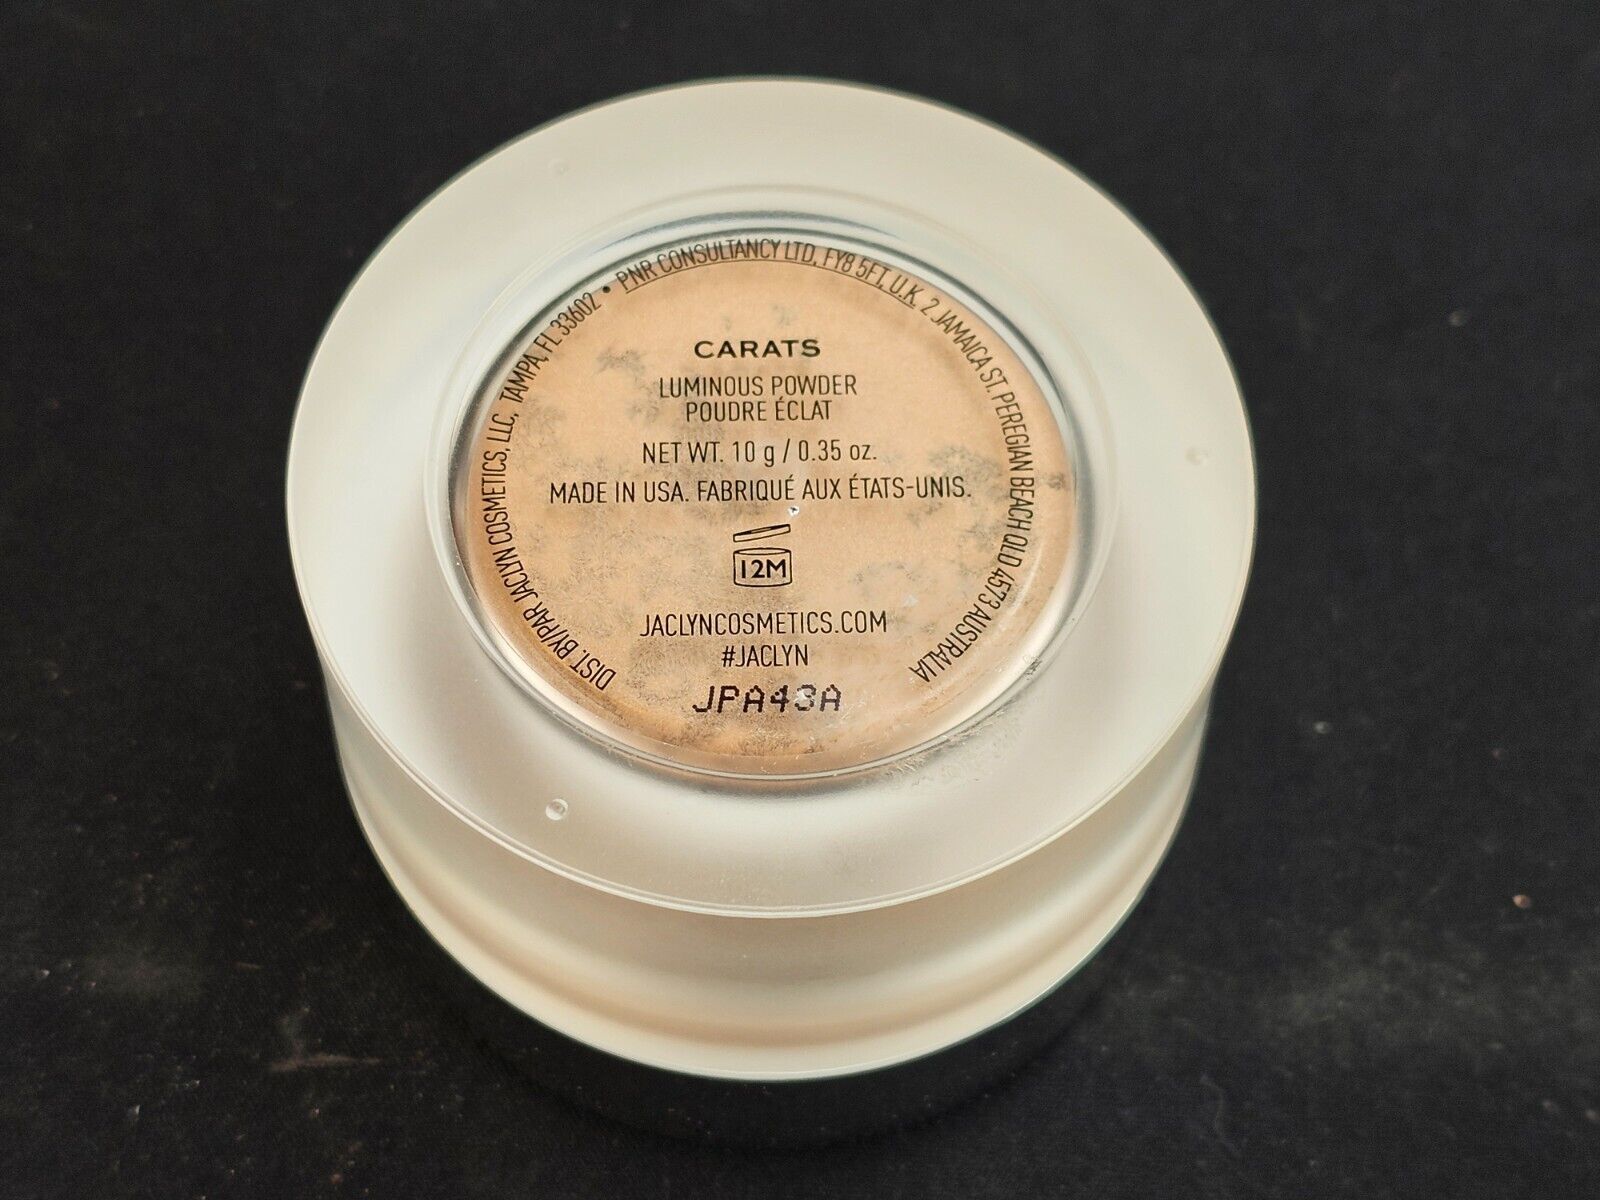 CARATS
LUMINOUS POWDER
POUDRE ÉCLAT
NET WT. 10 g / 0.35 oz.
MADE IN USA. FABRIQUÉ AUX ÉTATS-UNIS.
12M
JACLYNCOSMETICS.COM
#JACLYN
JPA43A
DIST. BY/PAR JACLYN COSMETICS, LLC, TAMPA, FL 33602 • PNR CONSULTANCY LTD, FY8 5FT, U.K. 2 JAMAICA ST. PEREGIAN BEACH QLD 4573 AUSTRALIA